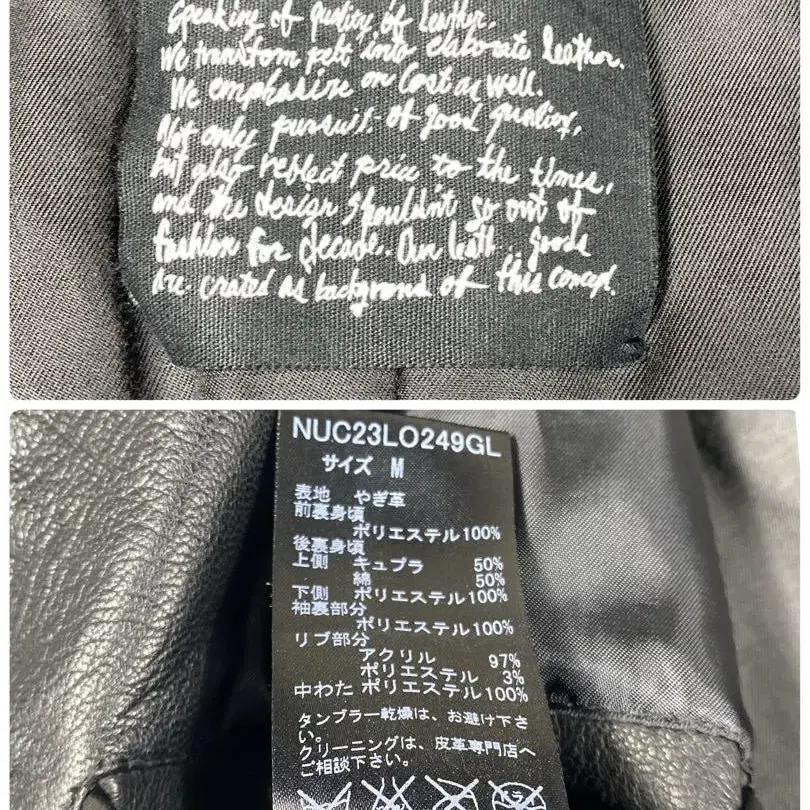 Speaking of quality of leather,
We transform pelt into elaborate leather.
We emphasize on Cost as well.
Not only pursuit of good quality,
but also reflect price to the times,
and the design shouldn't go out of
fashion for decade. Our leath.. goods
are created as background of this concept.
NUC23LO249GL
サイズ M
表地 やぎ革
前裏身頃
ポリエステル100%
後裏身頃
上側 キュプラ 50%
綿 50%
下側 ポリエステル100%
袖裏部分
ポリエステル100%
リブ部分
アクリル 97%
ポリエステル 3%
中わた ポリエステル100%
タンブラー乾燥は、お避け下さ
い。
クリーニングは、皮革専門店へ
ご相談下さい。